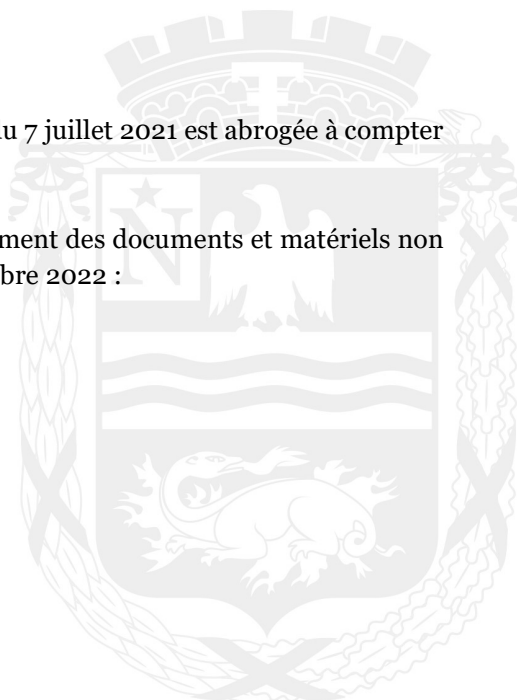 u 7 juillet 2021 est abrogée à compter
ment des documents et matériels non
bre 2022 :
N